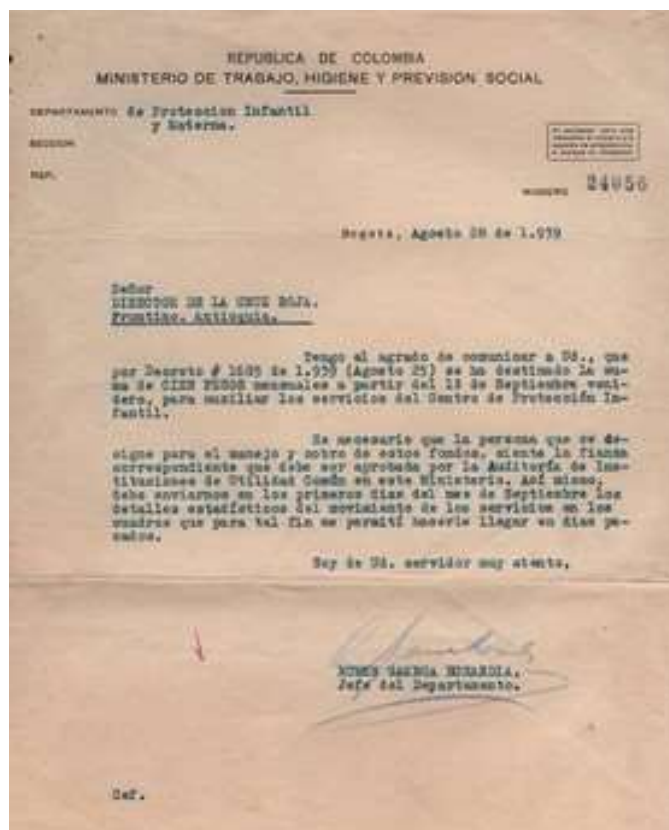 REPUBLICA DE COLOMBIA
MINISTERIO DE TRABAJO, HIGIENE Y PREVISION SOCIAL
DEPARTAMENTO de Proteccion Infantil
y Materna.
SECCION
REF.
NUMERO 24056
Bogotá, Agosto 28 de 1.939
Señor
DIRECTOR DE LA CRUZ ROJA.
Frontino. Antioquia.
Tengo el agrado de comunicar a Ud., que
por Decreto # 1685 de 1.939 (Agosto 25) se ha destinado la su-
ma de CIEN PESOS mensuales a partir del 1º de Septiembre veni-
dero, para auxiliar los servicios del Centro de Protección In-
fantil.
Es necesario que la persona que se de-
signe para el manejo y cobro de estos fondos, siente la fianza
correspondiente que debe ser aprobada por la Auditoría de Ins-
tituciones de Utilidad Común en este Ministerio. Así mismo,
debe enviarnos en los primeros días del mes de Septiembre los
detalles estadísticos del movimiento de los servicios en los
cuadros que para tal fin me permití hacerle llegar en días pa-
sados.
Soy de Ud. servidor muy atento,
Jefe del Departamento.